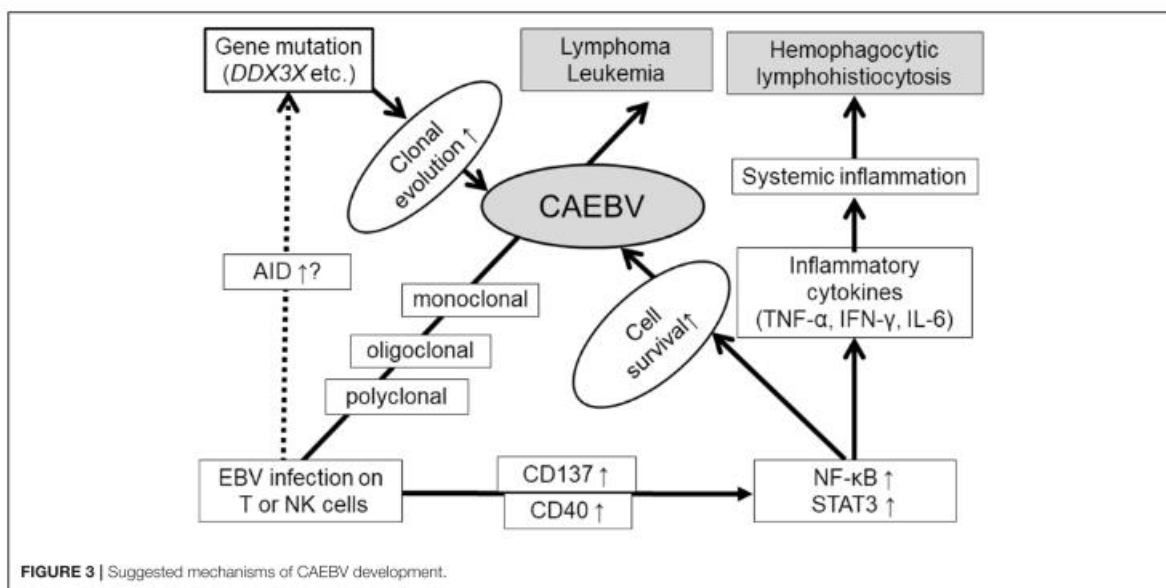 Gene mutation
(DDX3X etc.)
Lymphoma
Leukemia
Hemophagocytic
lymphohistiocytosis
Clonal
evolution ↑
Systemic inflammation
CAEBV
AID ↑?
monoclonal
Inflammatory
cytokines
(TNF-α, IFN-γ, IL-6)
Cell
survival↑
oligoclonal
polyclonal
EBV infection on
T or NK cells
CD137 ↑
CD40 ↑
NF-κB ↑
STAT3 ↑
FIGURE 3 | Suggested mechanisms of CAEBV development.